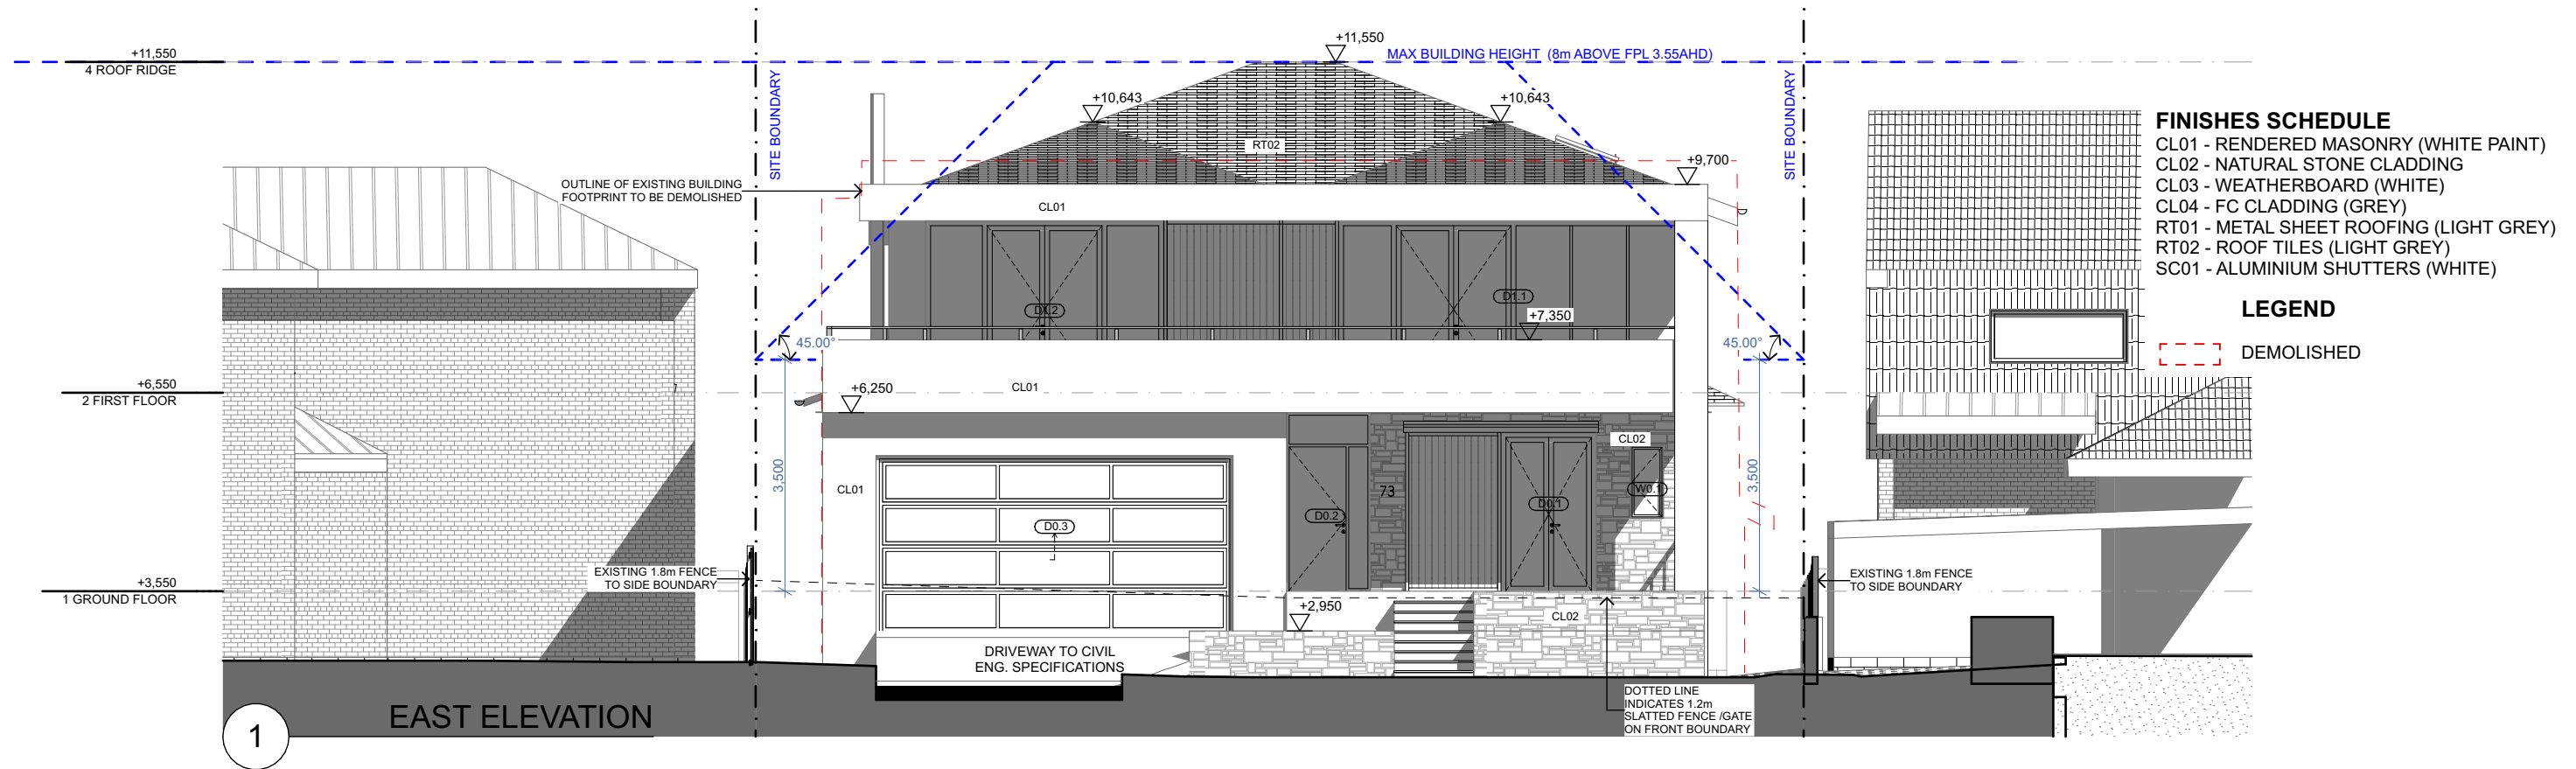 +11,550
4 ROOF RIDGE
+11,550
MAX BUILDING HEIGHT (8m ABOVE FPL 3.55AHD)
SITE BOUNDARY
SITE BOUNDARY
+10,643
+10,643
RT02
+9,700
OUTLINE OF EXISTING BUILDING
FOOTPRINT TO BE DEMOLISHED
CL01
FINISHES SCHEDULE
CL01 - RENDERED MASONRY (WHITE PAINT)
CL02 - NATURAL STONE CLADDING
CL03 - WEATHERBOARD (WHITE)
CL04 - FC CLADDING (GREY)
RT01 - METAL SHEET ROOFING (LIGHT GREY)
RT02 - ROOF TILES (LIGHT GREY)
SC01 - ALUMINIUM SHUTTERS (WHITE)
LEGEND
DEMOLISHED
D1.2
D1.1
+7,350
45.00°
45.00°
+6,550
2 FIRST FLOOR
+6,250
CL01
CL02
3,500
3,500
CL01
73
W0.1
D0.1
D0.2
D0.3
EXISTING 1.8m FENCE
TO SIDE BOUNDARY
EXISTING 1.8m FENCE
TO SIDE BOUNDARY
+3,550
1 GROUND FLOOR
+2,950
CL02
DRIVEWAY TO CIVIL
ENG. SPECIFICATIONS
DOTTED LINE
INDICATES 1.2m
SLATTED FENCE /GATE
ON FRONT BOUNDARY
1
EAST ELEVATION